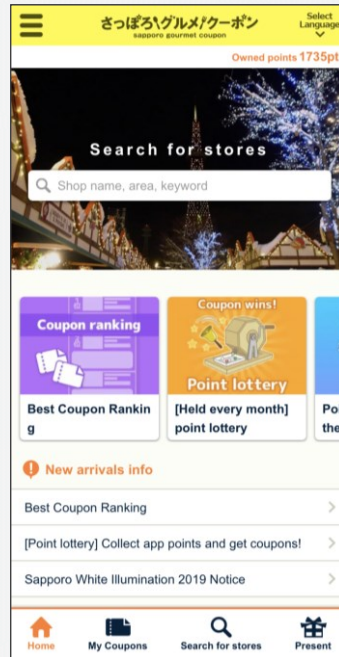 さっぽろグルメクーポン
sapporo gourmet coupon
Select
Language
Owned points 1735pt
Search for stores
Shop name, area, keyword
Coupon ranking
Coupon wins!
Point lottery
Best Coupon Rankin
g
[Held every month]
point lottery
Po
the
New arrivals info
Best Coupon Ranking
[Point lottery] Collect app points and get coupons!
Sapporo White Illumination 2019 Notice
Home
My Coupons
Search for stores
Present